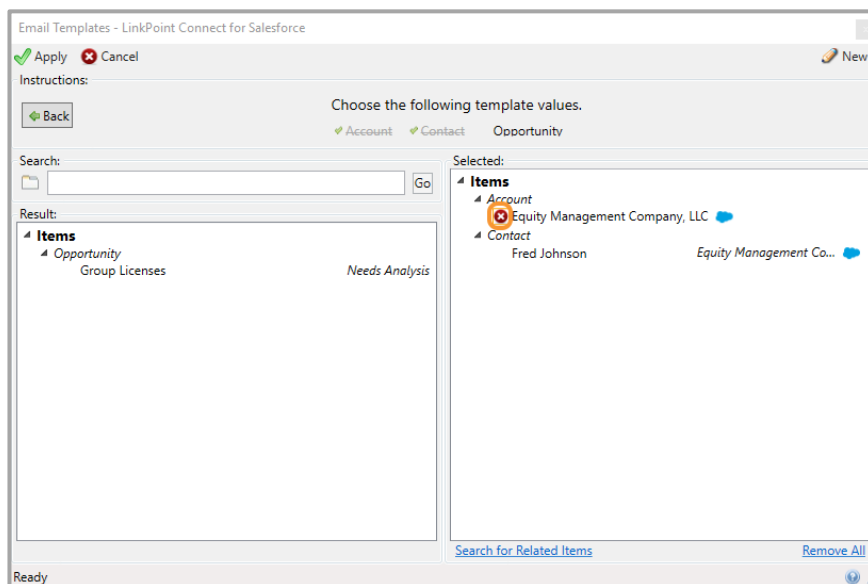 Email Templates - LinkPoint Connect for Salesforce
Apply Cancel New
Instructions:
Back
Choose the following template values.
Account Contact Opportunity
Search:
Go
Result:
Items
Opportunity
Group Licenses Needs Analysis
Selected:
Items
Account
Equity Management Company, LLC
Contact
Fred Johnson Equity Management Co...
Search for Related Items Remove All
Ready